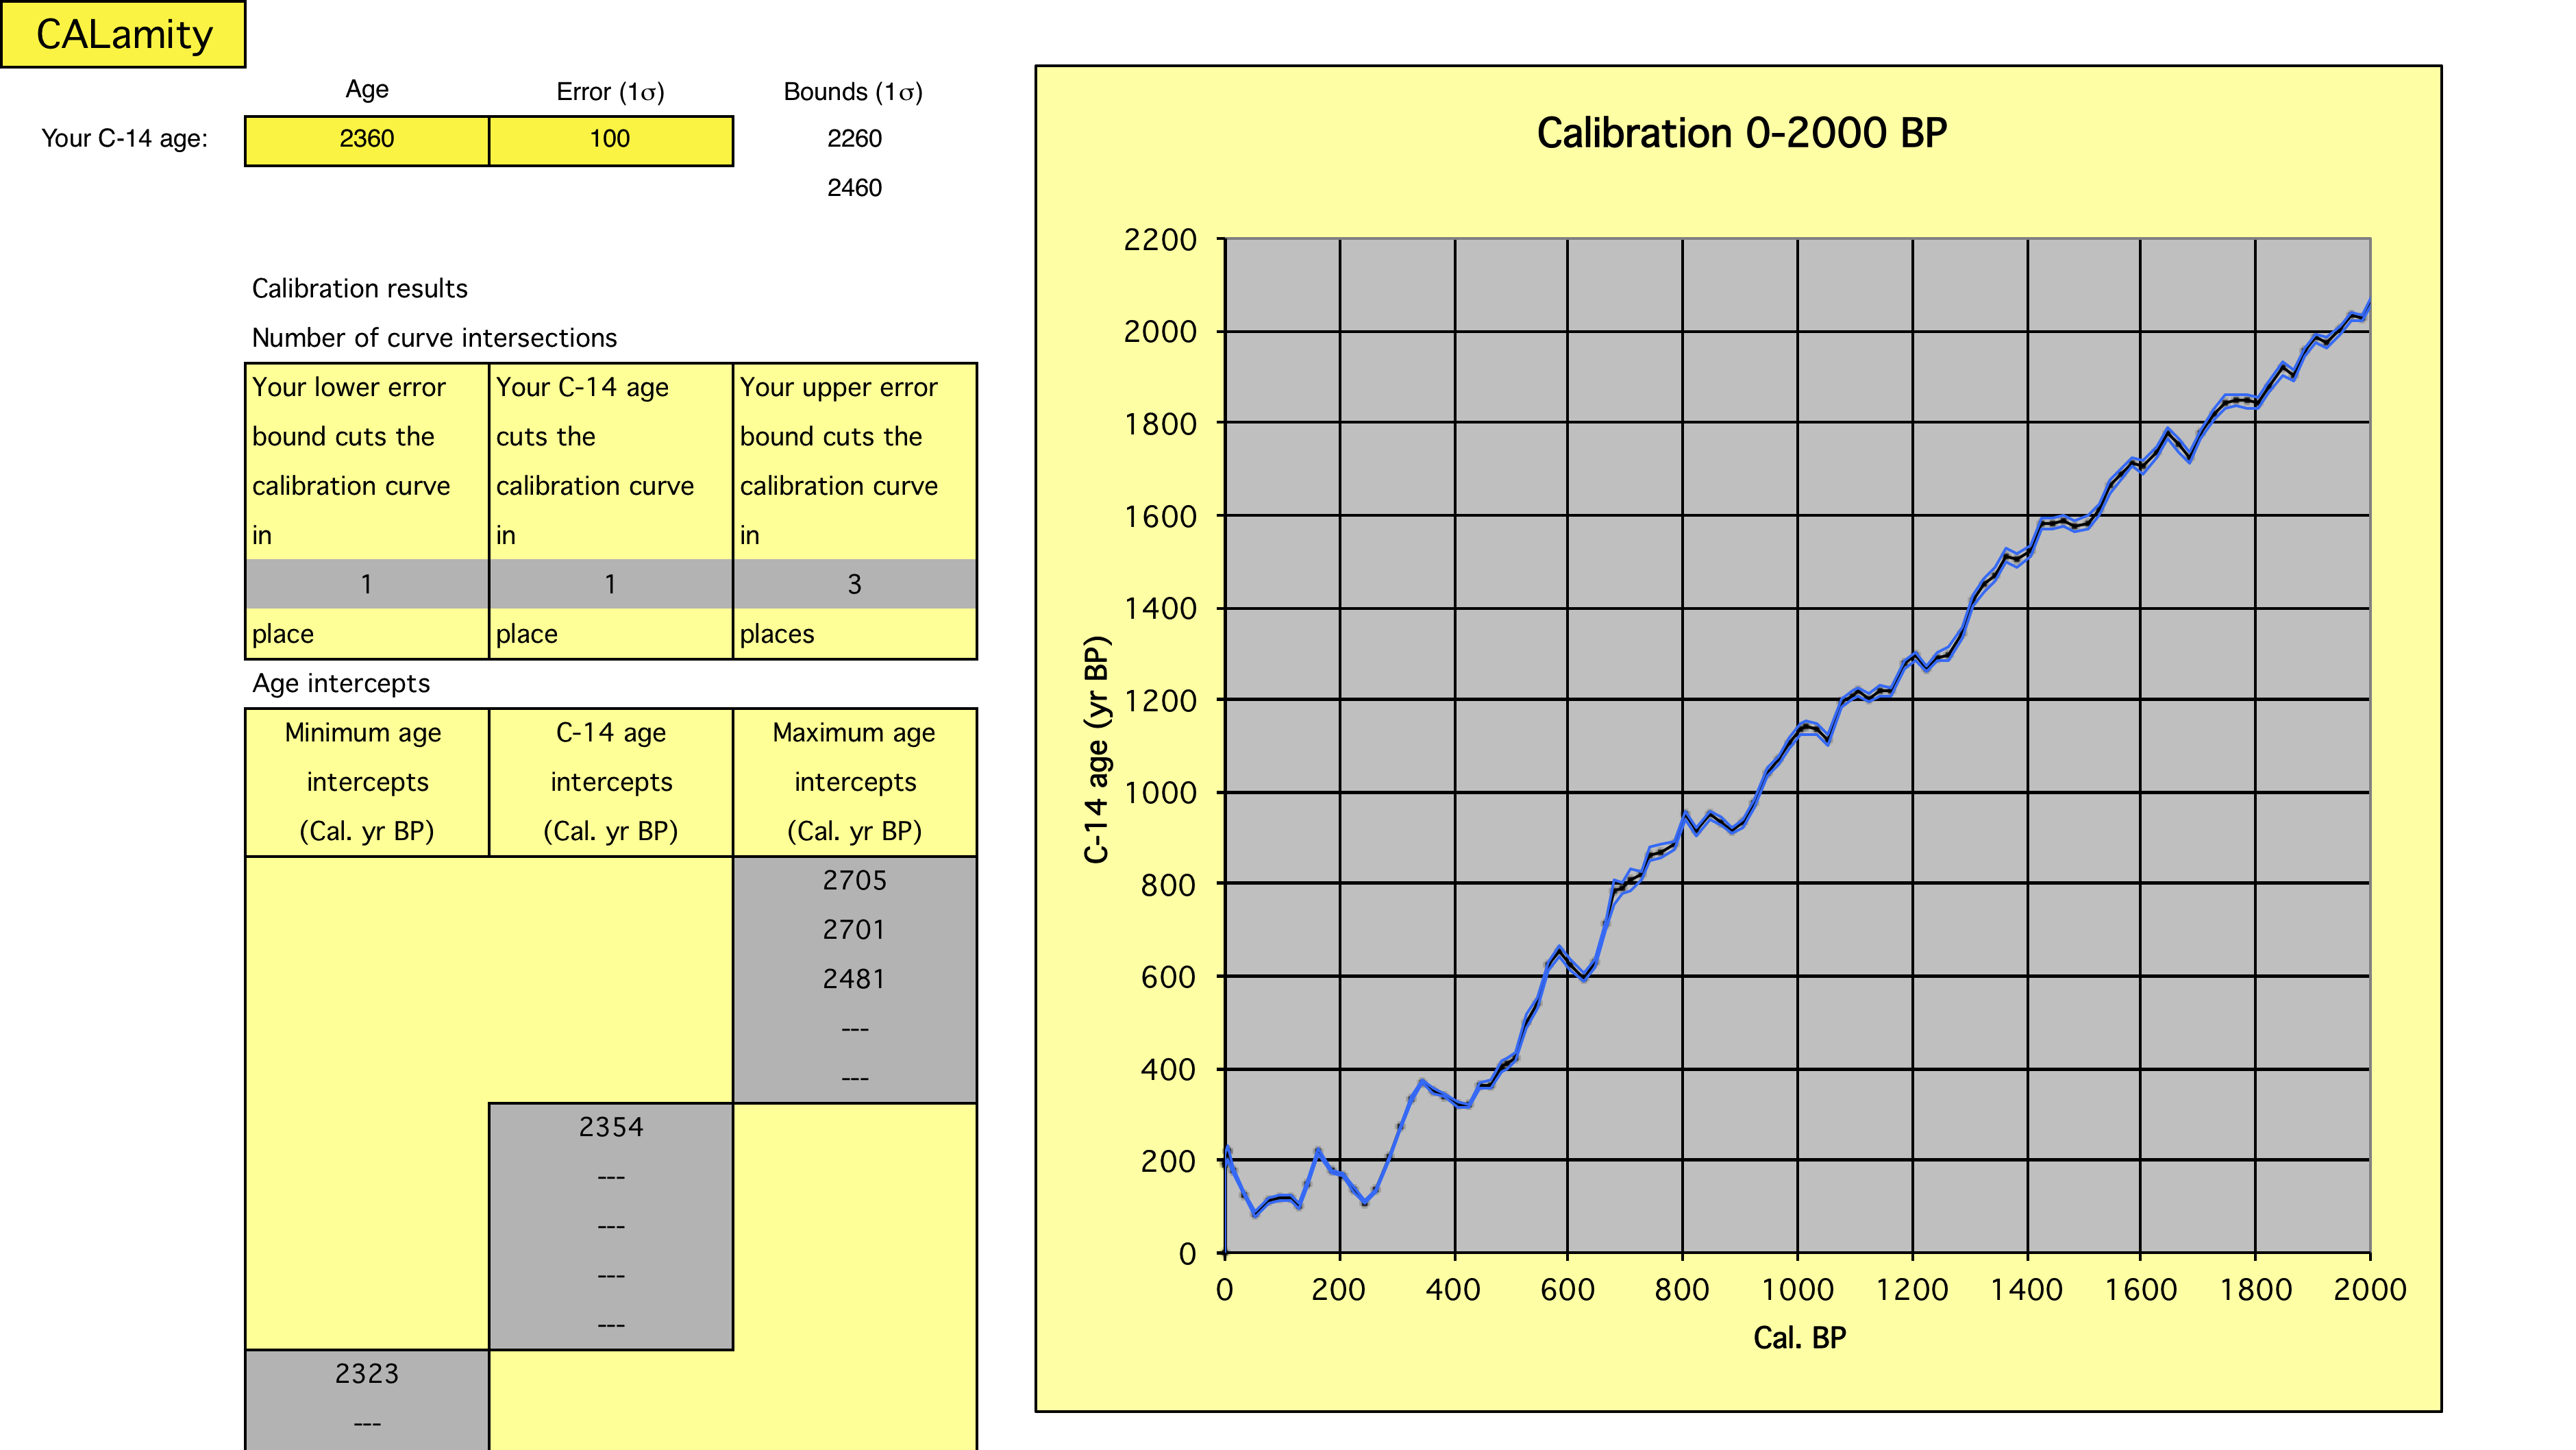 CALamity
Age Error (1σ) Bounds (1σ)
Your C-14 age: 2360 100 2260
2460
Calibration results
Number of curve intersections
Your lower error bound cuts the calibration curve in
1
place
Your C-14 age cuts the calibration curve in
1
place
Your upper error bound cuts the calibration curve in
3
places
Age intercepts
Minimum age intercepts (Cal. yr BP)
C-14 age intercepts (Cal. yr BP)
Maximum age intercepts (Cal. yr BP)
2705
2701
2481
---
---
2354
---
---
---
---
2323
---
Calibration 0-2000 BP
C-14 age (yr BP)
2200
2000
1800
1600
1400
1200
1000
800
600
400
200
0
0 200 400 600 800 1000 1200 1400 1600 1800 2000
Cal. BP